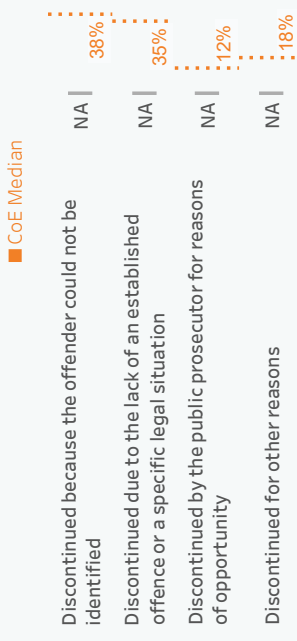 CoE Median
Discontinued because the offender could not be
identified
NA
38%
Discontinued due to the lack of an established
offence or a specific legal situation
NA
35%
Discontinued by the public prosecutor for reasons
of opportunity
NA
12%
Discontinued for other reasons
NA
18%